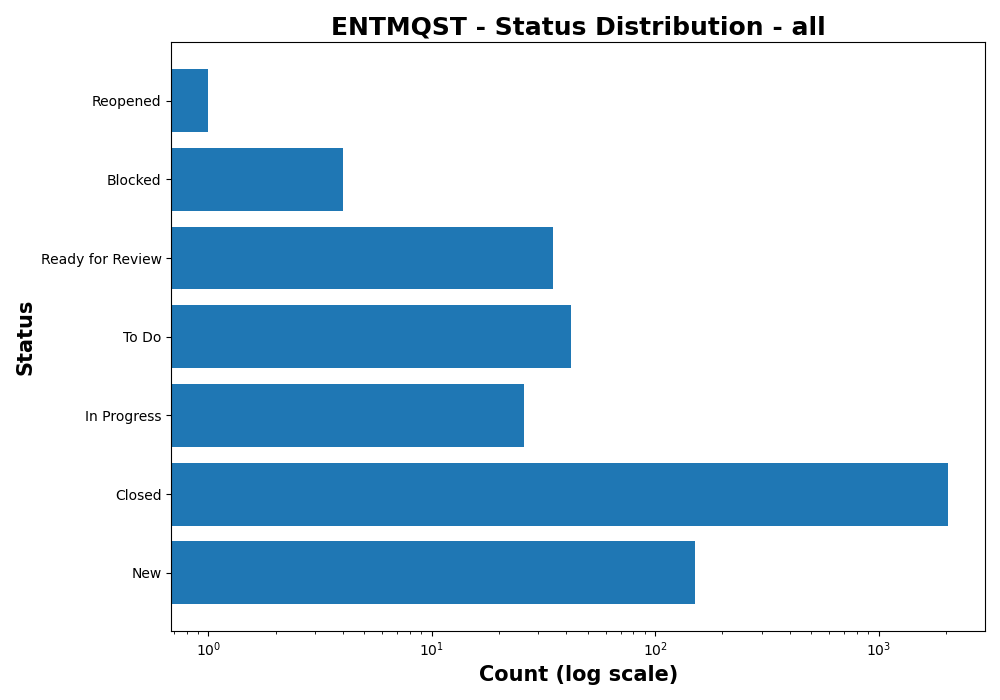 ENTMQST - Status Distribution - all
Reopened
Blocked
Ready for Review
To Do
In Progress
Closed
New
Status
10⁰ 10¹ 10² 10³
Count (log scale)